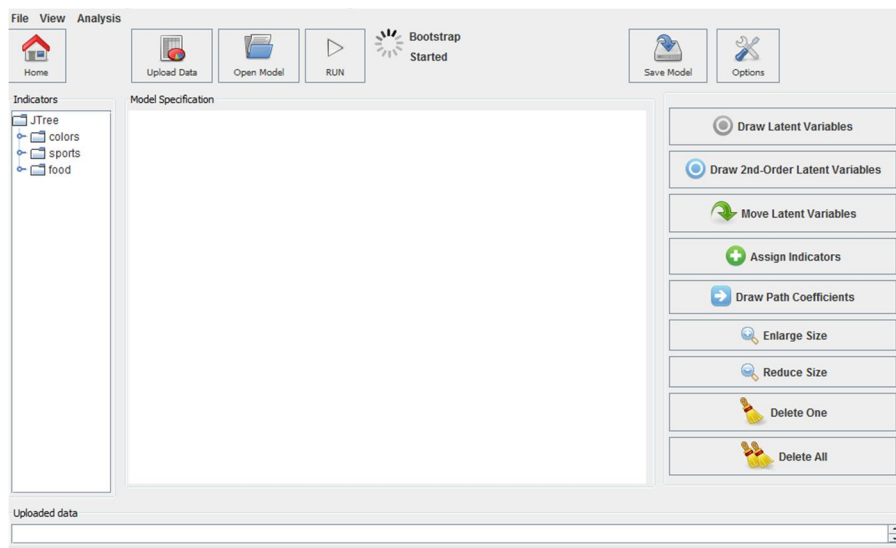 File View Analysis
Home
Upload Data
Open Model
RUN
Bootstrap
Started
Save Model
Options
Indicators
JTree
colors
sports
food
Model Specification
Draw Latent Variables
Draw 2nd-Order Latent Variables
Move Latent Variables
Assign Indicators
Draw Path Coefficients
Enlarge Size
Reduce Size
Delete One
Delete All
Uploaded data